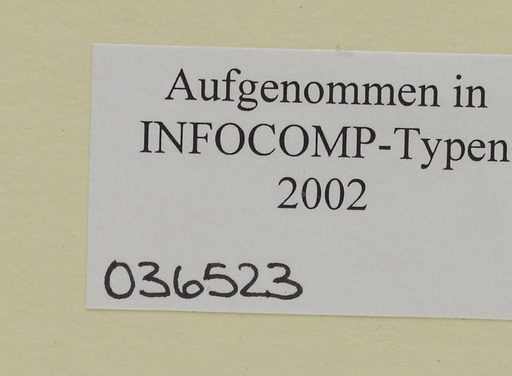 Aufgenommen in
INFOCOMP-Typen
2002
036523